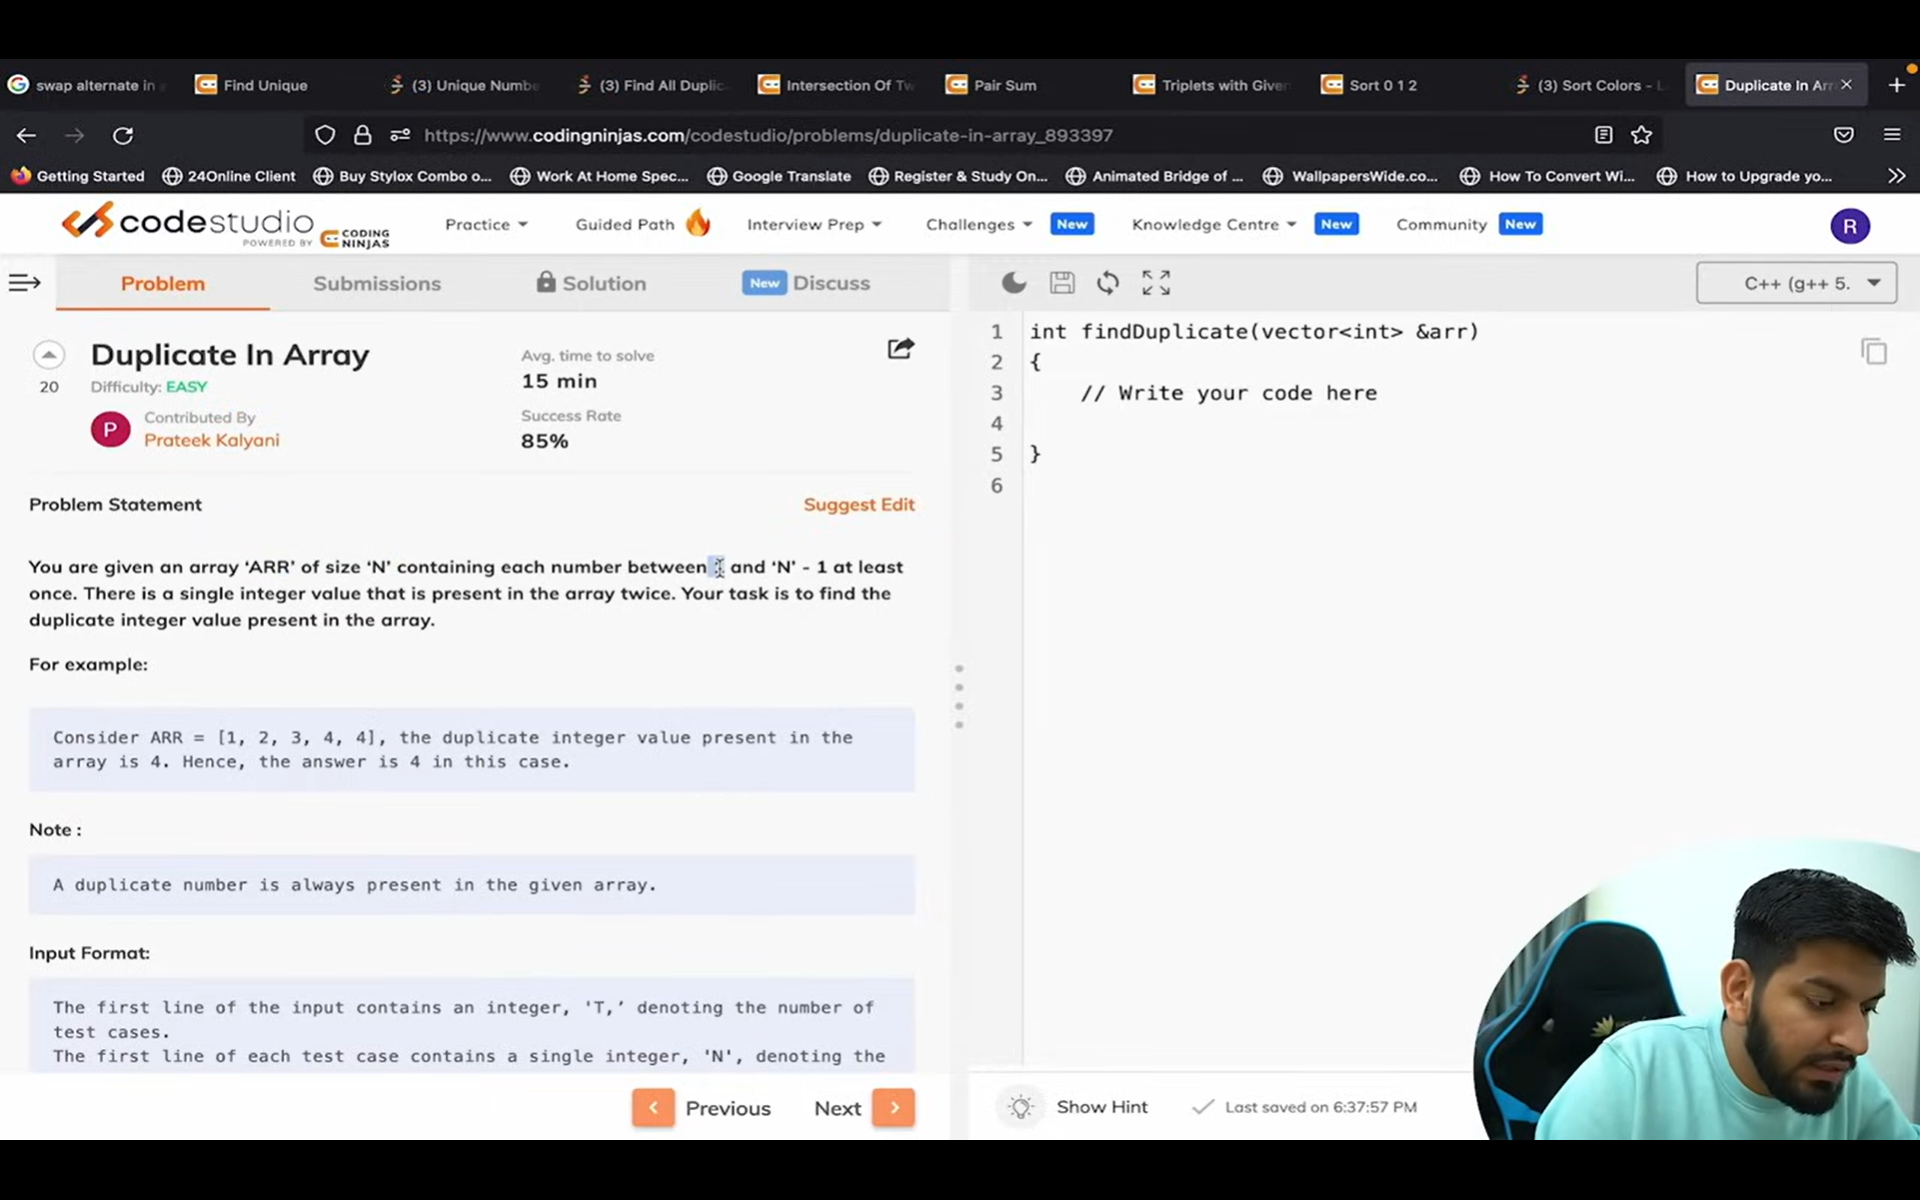 swap alternate in
Find Unique
(3) Unique Numb
(3) Find All Duplic
Intersection Of Tw
Pair Sum
Triplets with Given
Sort 0 1 2
(3) Sort Colors - L
Duplicate In Arr
https://www.codingninjas.com/codestudio/problems/duplicate-in-array_893397
Getting Started
24Online Client
Buy Stylox Combo o...
Work At Home Spec...
Google Translate
Register & Study On...
Animated Bridge of ...
WallpapersWide.co...
How To Convert Wi...
How to Upgrade yo...
codestudio
POWERED BY CODING NINJAS
Practice
Guided Path
Interview Prep
Challenges New
Knowledge Centre New
Community New
R
Problem
Submissions
Solution
New Discuss
C++ (g++ 5.
Duplicate In Array
20
Difficulty: EASY
P
Contributed By
Prateek Kalyani
Avg. time to solve
15 min
Success Rate
85%
Problem Statement
Suggest Edit
You are given an array ‘ARR’ of size ‘N’ containing each number between and ‘N’ - 1 at least
once. There is a single integer value that is present in the array twice. Your task is to find the
duplicate integer value present in the array.
For example:
Consider ARR = [1, 2, 3, 4, 4], the duplicate integer value present in the
array is 4. Hence, the answer is 4 in this case.
Note :
A duplicate number is always present in the given array.
Input Format:
The first line of the input contains an integer, 'T,’ denoting the number of
test cases.
The first line of each test case contains a single integer, 'N', denoting the
Previous
Next
1 int findDuplicate(vector<int> &arr)
2 {
3 // Write your code here
4
5 }
6
Show Hint
Last saved on 6:37:57 PM